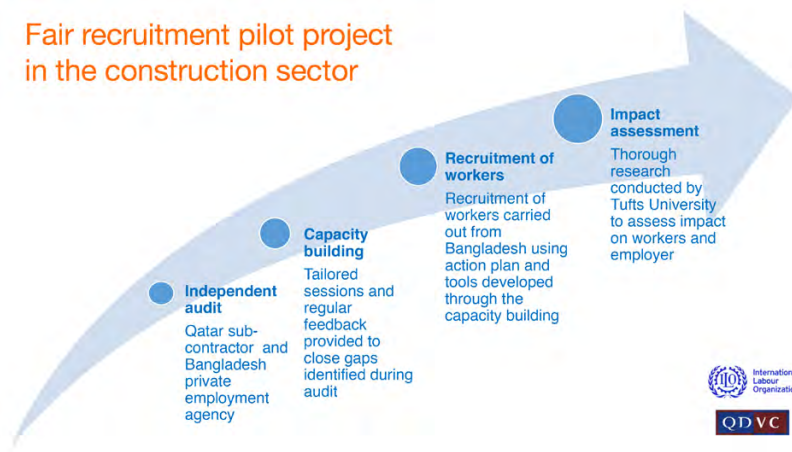 Fair recruitment pilot project
in the construction sector
Independent
audit
Qatar sub-
contractor and
Bangladesh
private
employment
agency
Capacity
building
Tailored
sessions and
regular
feedback
provided to
close gaps
identified during
audit
Recruitment of
workers
Recruitment of
workers carried
out from
Bangladesh using
action plan and
tools developed
through the
capacity building
Impact
assessment
Thorough
research
conducted by
Tufts University
to assess impact
on workers and
employer
Internation
Labour
Organizatio
QDVC